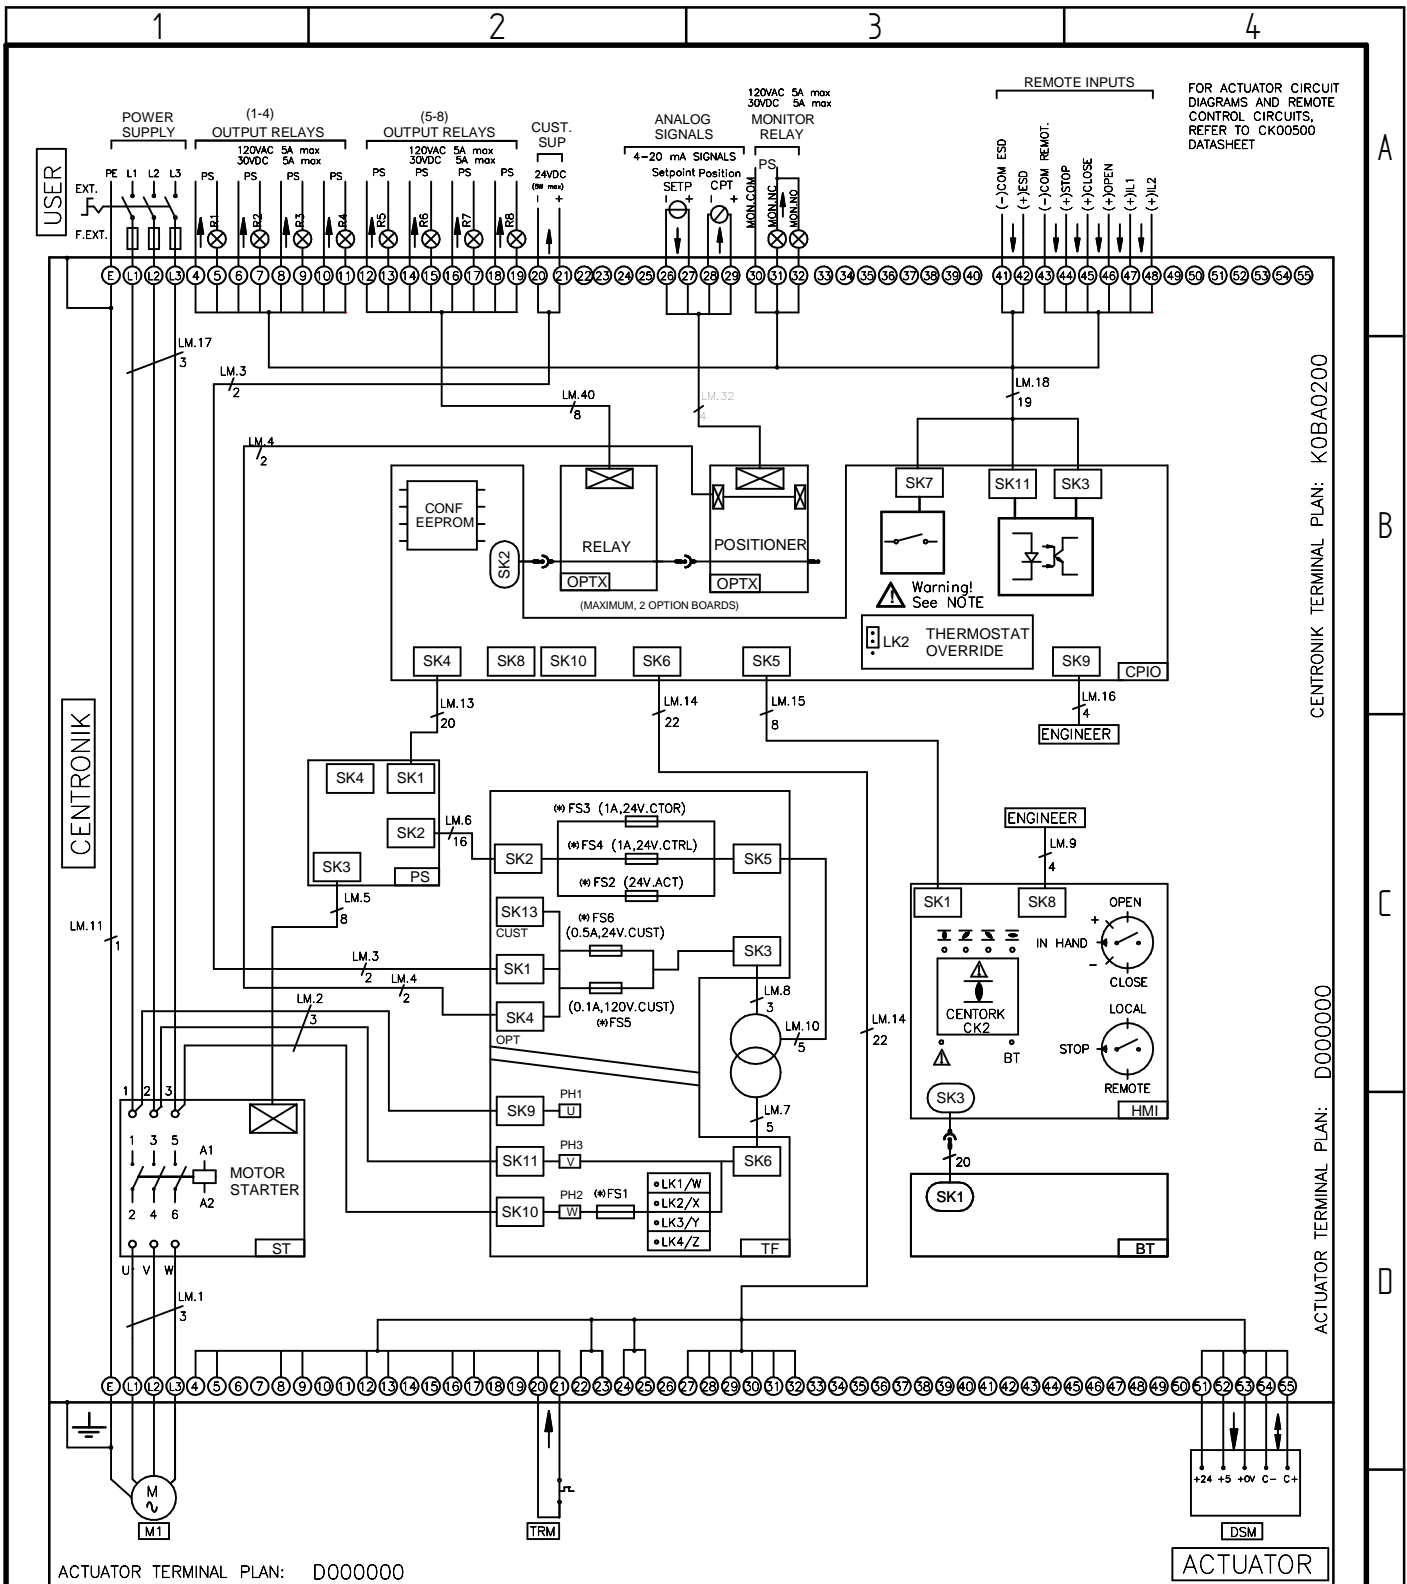 1 2 3 4
A
B
C
D
USER
POWER
SUPPLY
PE L1 L2 L3
EXT.
F.EXT.
(1-4)
OUTPUT RELAYS
120VAC 5A max
30VDC 5A max
PS PS PS PS
R1 R2 R3 R4
(5-8)
OUTPUT RELAYS
120VAC 5A max
30VDC 5A max
PS PS PS PS
R5 R6 R7 R8
CUST.
SUP
24VDC
(5W max)
- +
ANALOG
SIGNALS
4-20 mA SIGNALS
Setpoint Position
SETP CPT
- + - +
120VAC 5A max
30VDC 5A max
MONITOR
RELAY
PS
MON.COM
MON.NC
MON.NO
REMOTE INPUTS
(-)COM ESD
(+)ESD
(-)COM REMOT.
(+)STOP
(+)CLOSE
(+)OPEN
(+)IL1
(+)IL2
FOR ACTUATOR CIRCUIT
DIAGRAMS AND REMOTE
CONTROL CIRCUITS,
REFER TO CK00500
DATASHEET
E L1 L2 L3 4 5 6 7 8 9 10 11 12 13 14 15 16 17 18 19 20 21 22 23 24 25 26 27 28 29 30 31 32 33 34 35 36 37 38 39 40 41 42 43 44 45 46 47 48 49 50 51 52 53 54 55
LM.17
3
LM.3
2
LM.40
8
LM.32
4
LM.18
19
LM.4
2
CENTRONIK TERMINAL PLAN: K0BA0200
CONF
EEPROM
SK2
RELAY
OPTX
POSITIONER
OPTX
(MAXIMUM, 2 OPTION BOARDS)
SK7
SK11
SK3
Warning!
See NOTE
LK2
THERMOSTAT
OVERRIDE
SK4
SK8
SK10
SK6
SK5
SK9
CPIO
LM.13
20
LM.14
22
LM.15
8
LM.16
4
ENGINEER
CENTRONIK
SK4
SK1
SK2
SK3
PS
LM.6
16
LM.5
8
LM.11
1
(*)FS3 (1A,24V.CTOR)
(*)FS4 (1A,24V.CTRL)
(*)FS2 (24V.ACT)
SK2
SK5
SK13
CUST
(*)FS6
(0.5A,24V.CUST)
SK3
LM.3
2
SK1
LM.4
2
(0.1A,120V.CUST)
(*)FS5
SK4
OPT
LM.2
3
LM.8
3
LM.10
5
LM.14
22
LM.7
5
SK9
PH1
U
SK11
PH3
V
SK6
SK10
PH2
W
(*)FS1
LK1/W
LK2/X
LK3/Y
LK4/Z
TF
ENGINEER
LM.9
4
SK1
SK8
OPEN
+
IN HAND
-
CLOSE
CENTORK
CK2
BT
LOCAL
STOP
REMOTE
SK3
HMI
20
SK1
BT
1 2 3
1 3 5
A1
A2
2 4 6
MOTOR
STARTER
ST
U V W
LM.1
3
ACTUATOR TERMINAL PLAN: D000000
E L1 L2 L3 4 5 6 7 8 9 10 11 12 13 14 15 16 17 18 19 20 21 22 23 24 25 26 27 28 29 30 31 32 33 34 35 36 37 38 39 40 41 42 43 44 45 46 47 48 49 50 51 52 53 54 55
M
M1
TRM
+24 +5 +0V C- C+
DSM
ACTUATOR TERMINAL PLAN: D000000
ACTUATOR